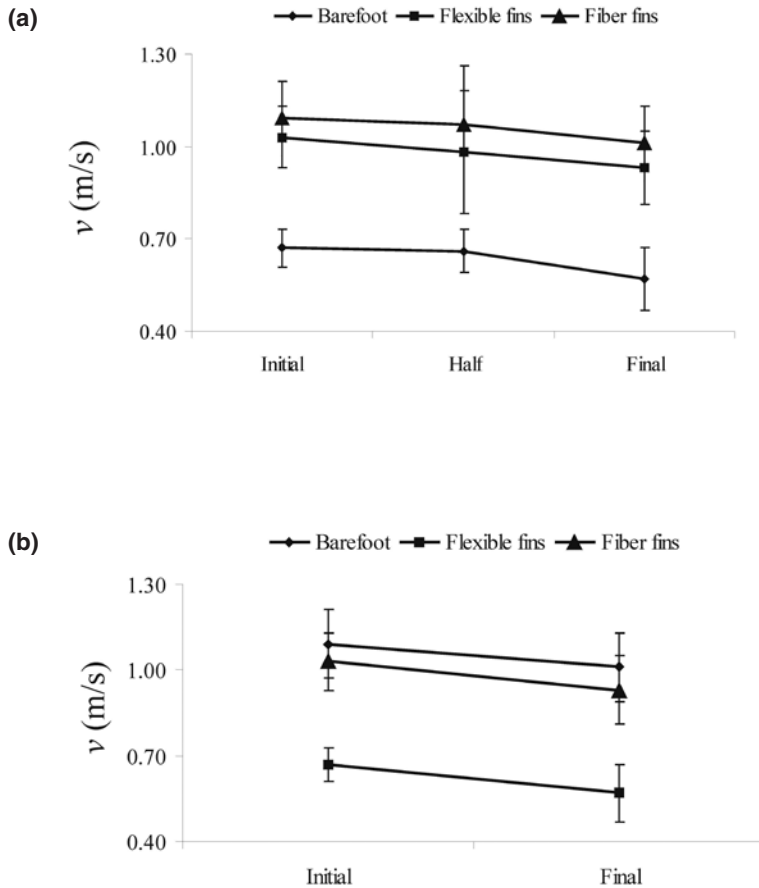 (a)
Barefoot Flexible fins Fiber fins
1.30
1.00
0.70
0.40
v (m/s)
Initial Half Final
(b)
Barefoot Flexible fins Fiber fins
1.30
1.00
0.70
0.40
v (m/s)
Initial Final